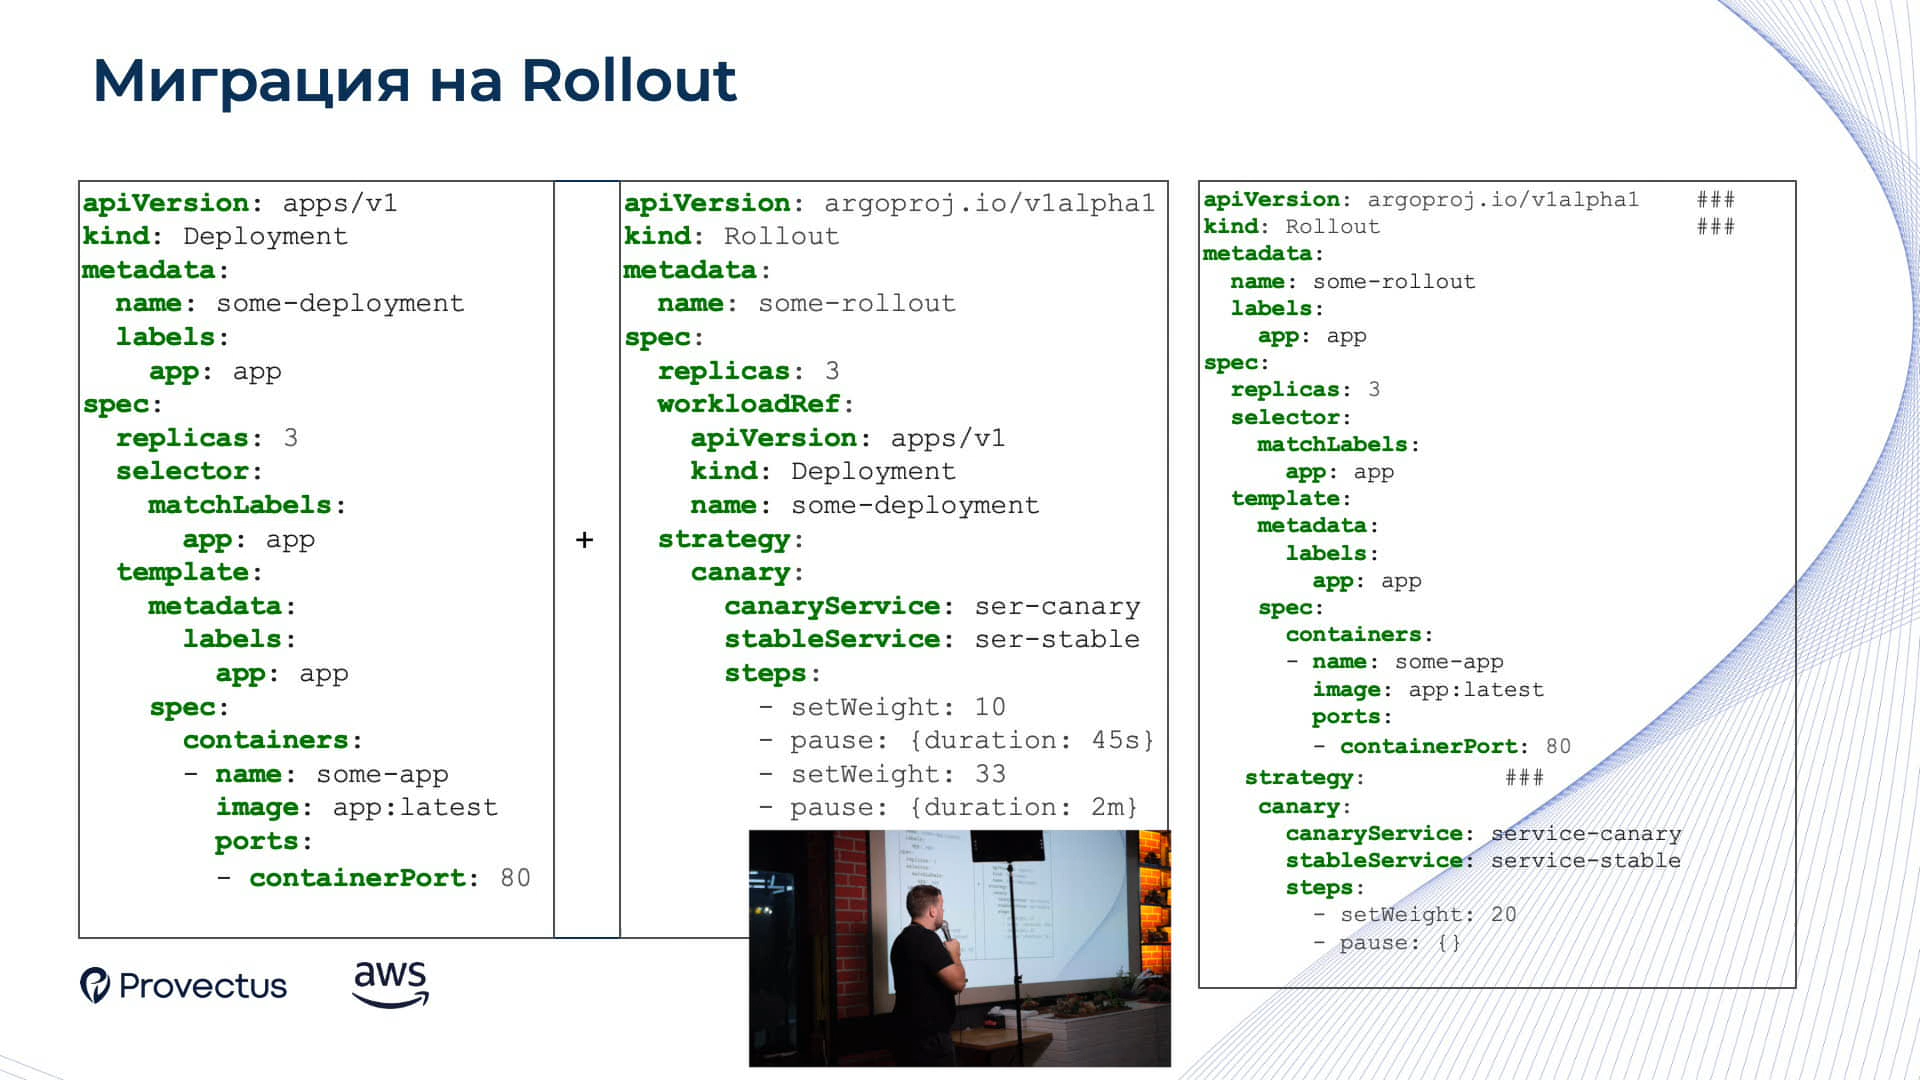 Миграция на Rollout
apiVersion: apps/v1
kind: Deployment
metadata:
  name: some-deployment
  labels:
    app: app
spec:
  replicas: 3
  selector:
    matchLabels:
      app: app
  template:
    metadata:
      labels:
        app: app
    spec:
      containers:
      - name: some-app
        image: app:latest
        ports:
        - containerPort: 80
+
apiVersion: argoproj.io/v1alpha1
kind: Rollout
metadata:
  name: some-rollout
spec:
  replicas: 3
  workloadRef:
    apiVersion: apps/v1
    kind: Deployment
    name: some-deployment
  strategy:
    canary:
      canaryService: ser-canary
      stableService: ser-stable
      steps:
        - setWeight: 10
        - pause: {duration: 45s}
        - setWeight: 33
        - pause: {duration: 2m}
apiVersion: argoproj.io/v1alpha1 ###
kind: Rollout ###
metadata:
  name: some-rollout
  labels:
    app: app
spec:
  replicas: 3
  selector:
    matchLabels:
      app: app
  template:
    metadata:
      labels:
        app: app
    spec:
      containers:
      - name: some-app
        image: app:latest
        ports:
        - containerPort: 80
   strategy: ###
    canary:
      canaryService: service-canary
      stableService: service-stable
      steps:
        - setWeight: 20
        - pause: {}
Provectus
aws